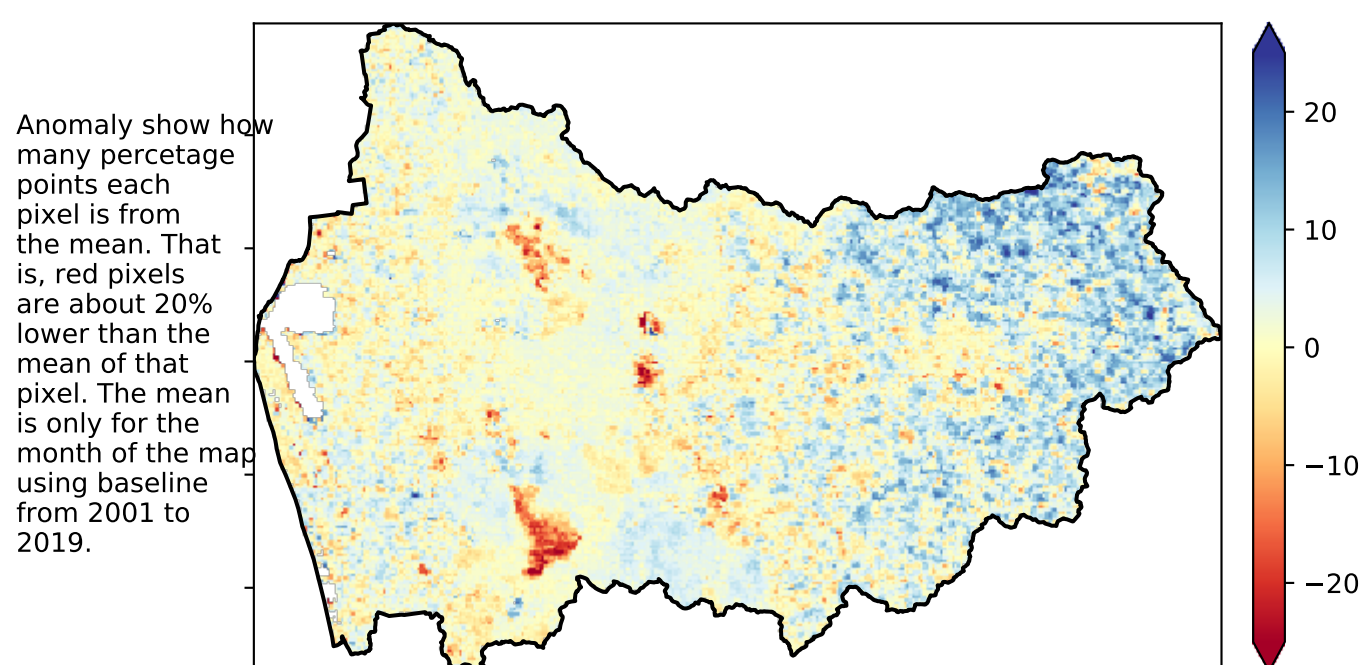 Anomaly show how
many percetage
points each
pixel is from
the mean. That
is, red pixels
are about 20%
lower than the
mean of that
pixel. The mean
is only for the
month of the map
using baseline
from 2001 to
2019.
20
10
0
−10
−20